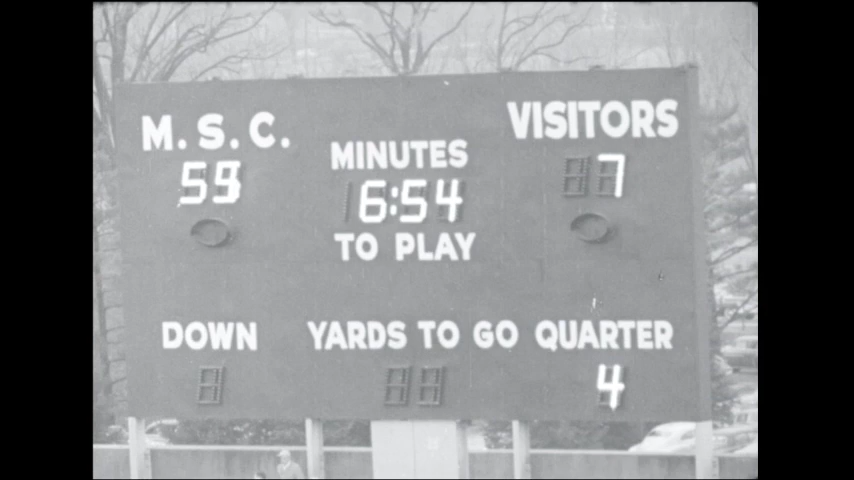 M. S. C.
VISITORS
MINUTES
59
7
6:54
TO PLAY
DOWN
YARDS TO GO
QUARTER
4